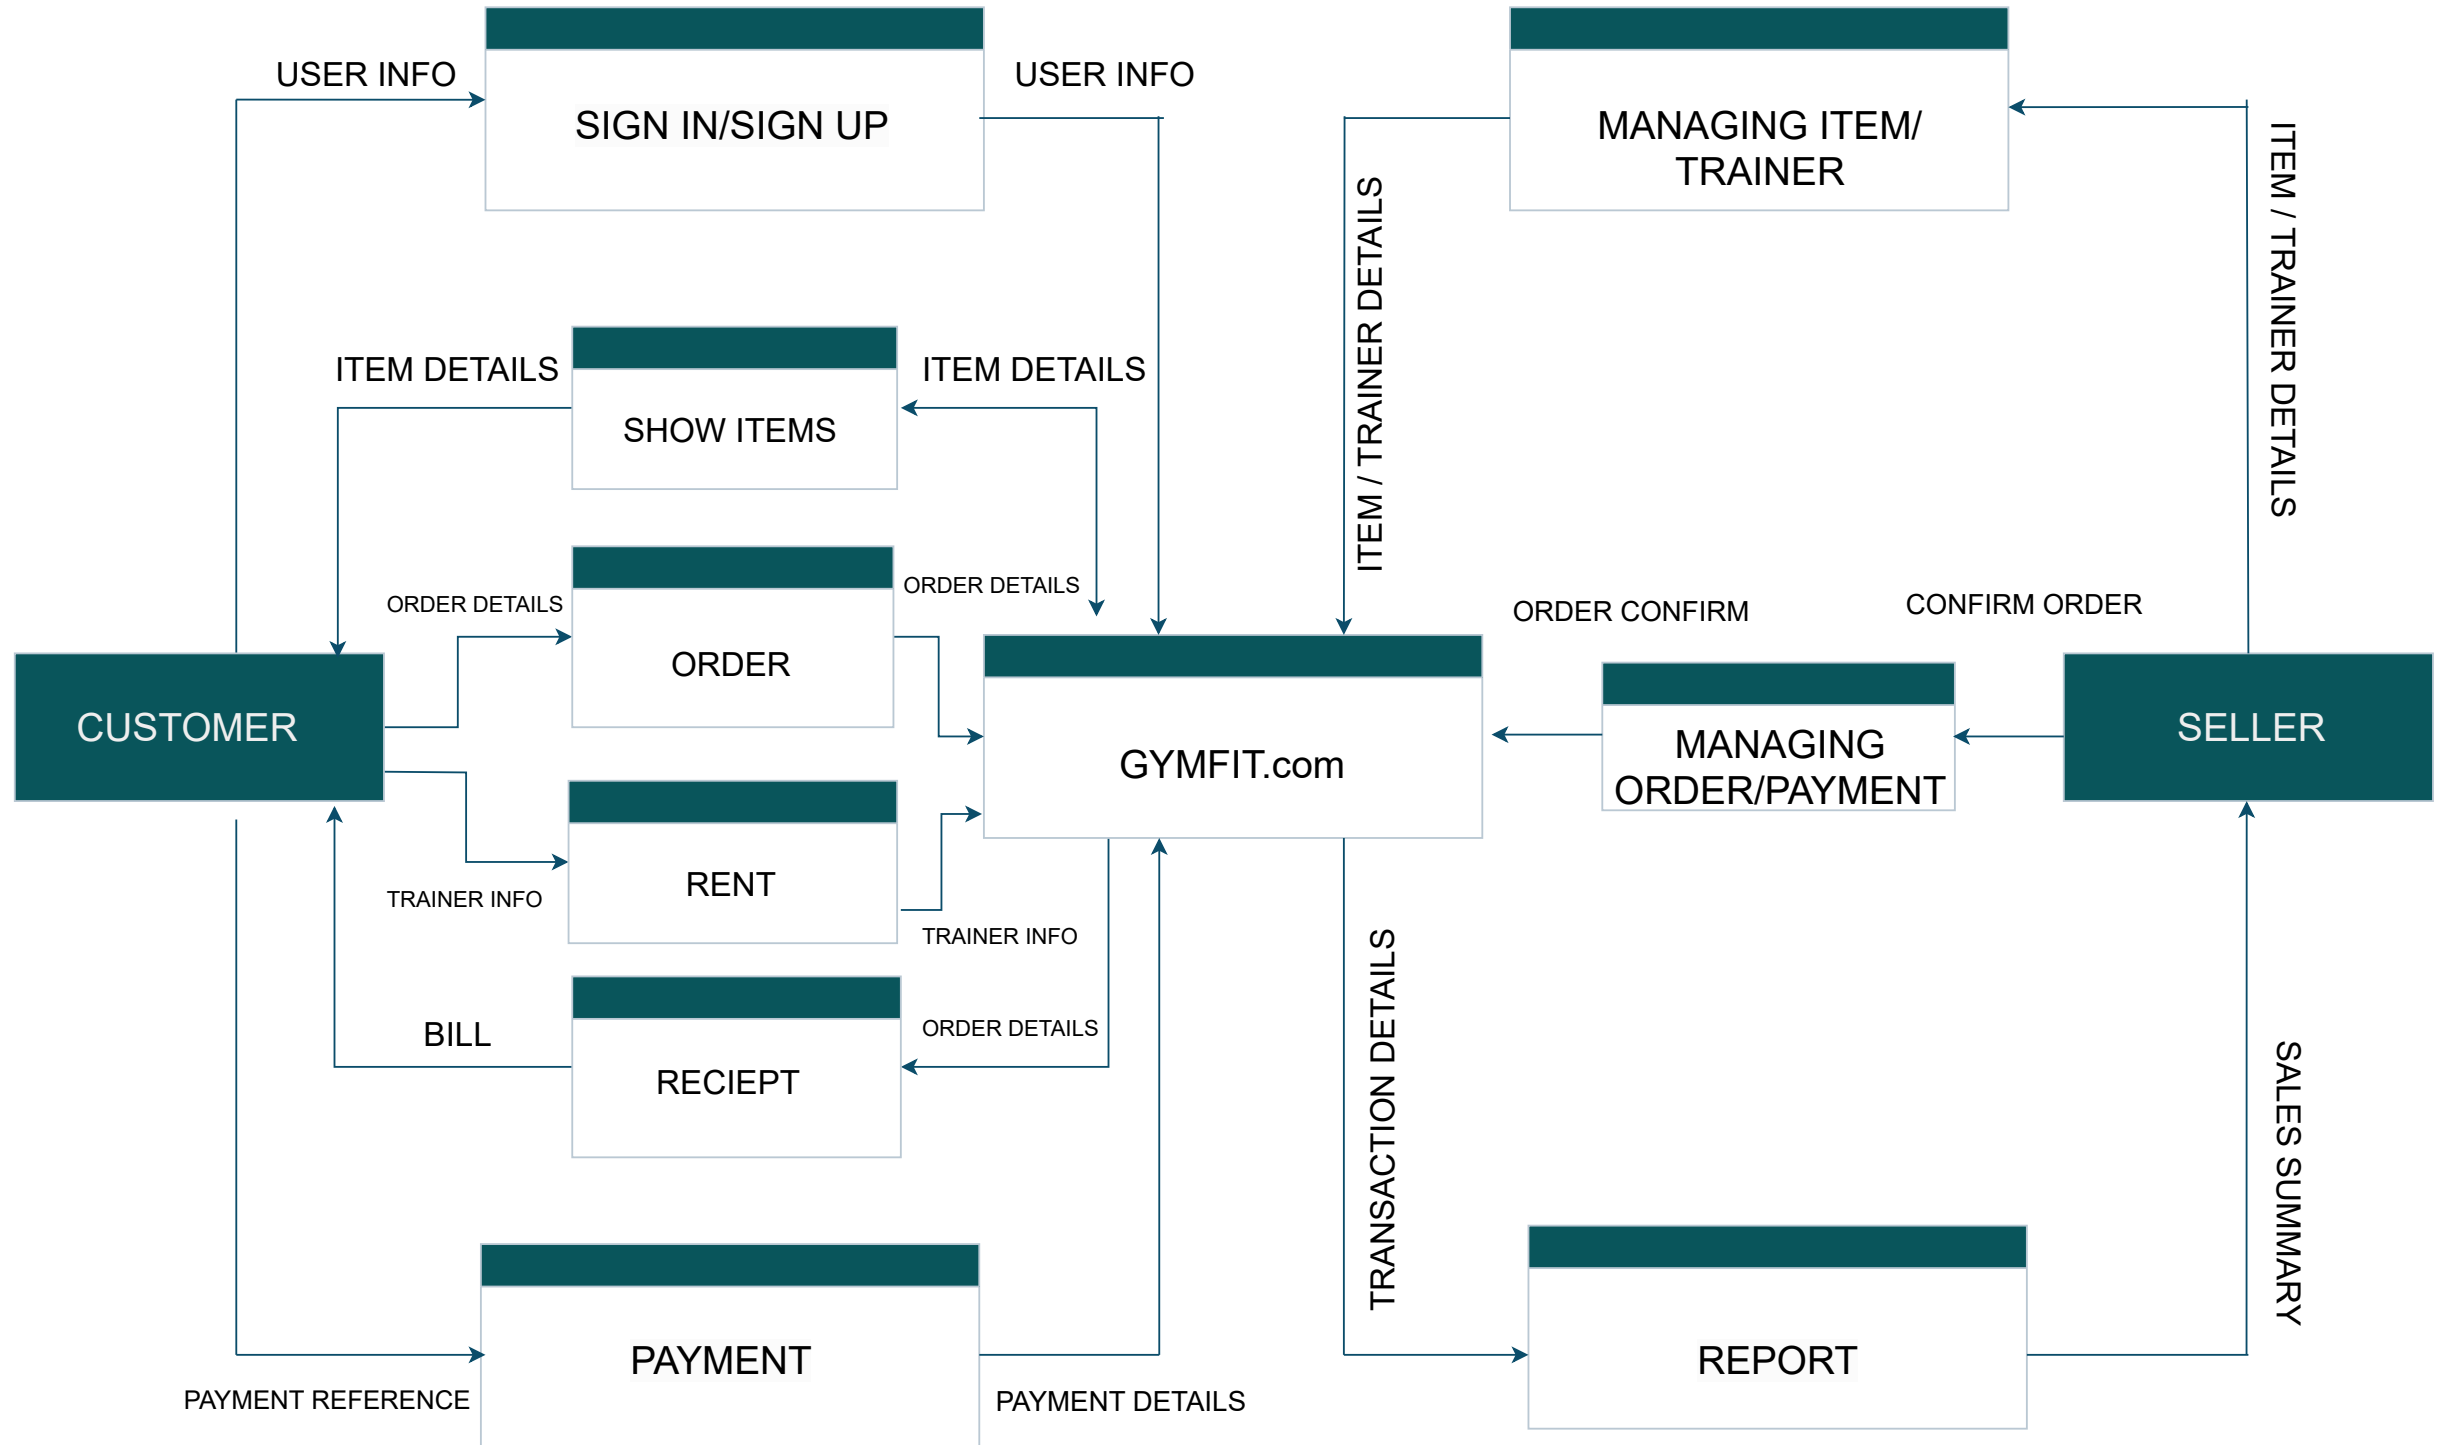 USER INFO
SIGN IN/SIGN UP
USER INFO
MANAGING ITEM/
TRAINER
ITEM / TRAINER DETAILS
ITEM / TRAINER DETAILS
ITEM DETAILS
SHOW ITEMS
ITEM DETAILS
ORDER DETAILS
ORDER
ORDER DETAILS
ORDER CONFIRM
CONFIRM ORDER
CUSTOMER
GYMFIT.com
MANAGING
ORDER/PAYMENT
SELLER
TRAINER INFO
RENT
TRAINER INFO
BILL
RECIEPT
ORDER DETAILS
TRANSACTION DETAILS
SALES SUMMARY
PAYMENT REFERENCE
PAYMENT
PAYMENT DETAILS
REPORT